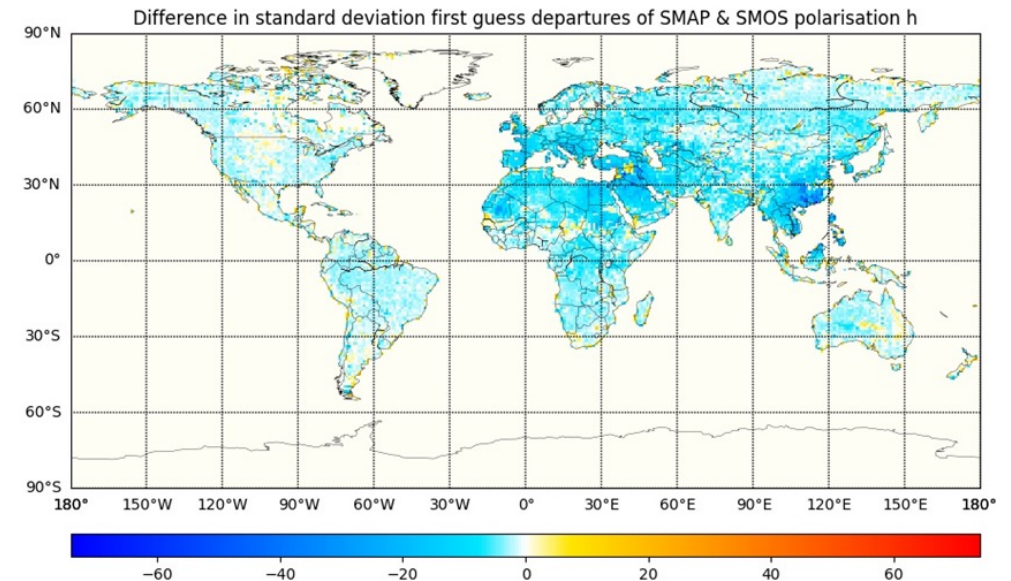 Difference in standard deviation first guess departures of SMAP & SMOS polarisation h
90°N
60°N
30°N
0°
30°S
60°S
90°S
180° 150°W 120°W 90°W 60°W 30°W 0° 30°E 60°E 90°E 120°E 150°E 180°
−60 −40 −20 0 20 40 60